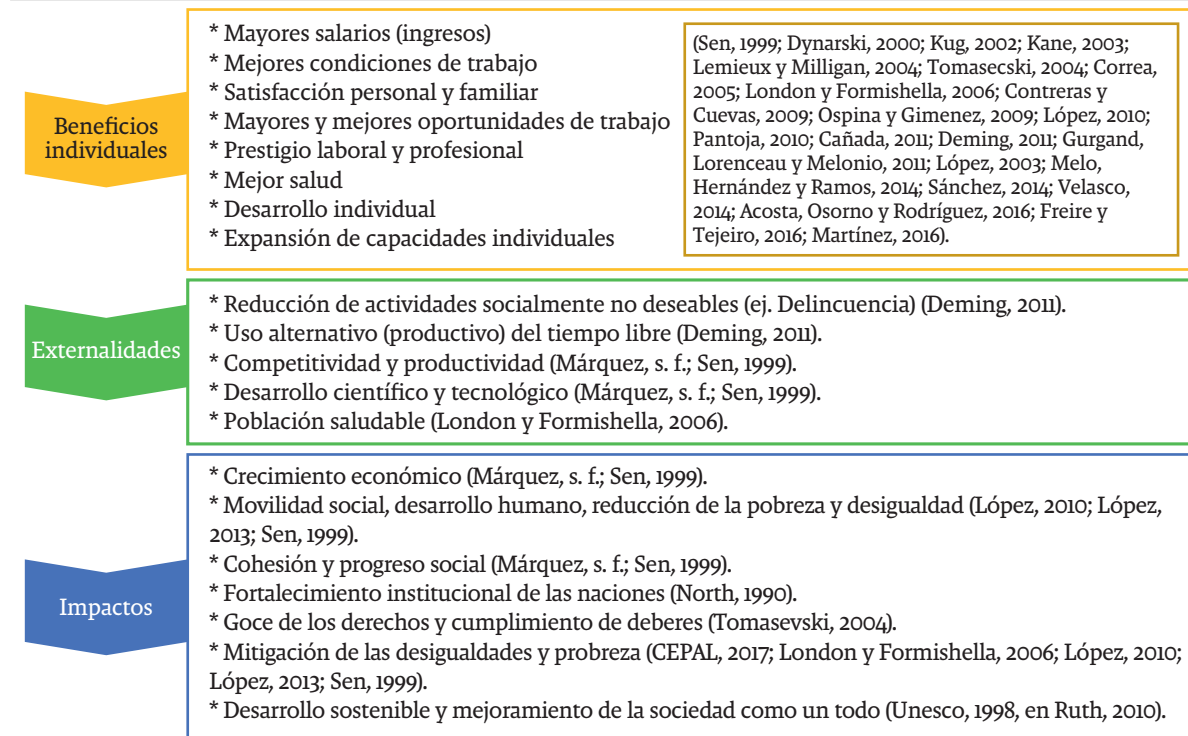 Beneficios
individuales
* Mayores salarios (ingresos)
* Mejores condiciones de trabajo
* Satisfacción personal y familiar
* Mayores y mejores oportunidades de trabajo
* Prestigio laboral y profesional
* Mejor salud
* Desarrollo individual
* Expansión de capacidades individuales
(Sen, 1999; Dynarski, 2000; Kug, 2002; Kane, 2003;
Lemieux y Milligan, 2004; Tomasecski, 2004; Correa,
2005; London y Formishella, 2006; Contreras y
Cuevas, 2009; Ospina y Gimenez, 2009; López, 2010;
Pantoja, 2010; Cañada, 2011; Deming, 2011; Gurgand,
Lorenceau y Melonio, 2011; López, 2003; Melo,
Hernández y Ramos, 2014; Sánchez, 2014; Velasco,
2014; Acosta, Osorno y Rodríguez, 2016; Freire y
Tejeiro, 2016; Martínez, 2016).
Externalidades
* Reducción de actividades socialmente no deseables (ej. Delincuencia) (Deming, 2011).
* Uso alternativo (productivo) del tiempo libre (Deming, 2011).
* Competitividad y productividad (Márquez, s. f.; Sen, 1999).
* Desarrollo científico y tecnológico (Márquez, s. f.; Sen, 1999).
* Población saludable (London y Formishella, 2006).
Impactos
* Crecimiento económico (Márquez, s. f.; Sen, 1999).
* Movilidad social, desarrollo humano, reducción de la pobreza y desigualdad (López, 2010; López,
2013; Sen, 1999).
* Cohesión y progreso social (Márquez, s. f.; Sen, 1999).
* Fortalecimiento institucional de las naciones (North, 1990).
* Goce de los derechos y cumplimiento de deberes (Tomasevski, 2004).
* Mitigación de las desigualdades y probreza (CEPAL, 2017; London y Formishella, 2006; López, 2010;
López, 2013; Sen, 1999).
* Desarrollo sostenible y mejoramiento de la sociedad como un todo (Unesco, 1998, en Ruth, 2010).